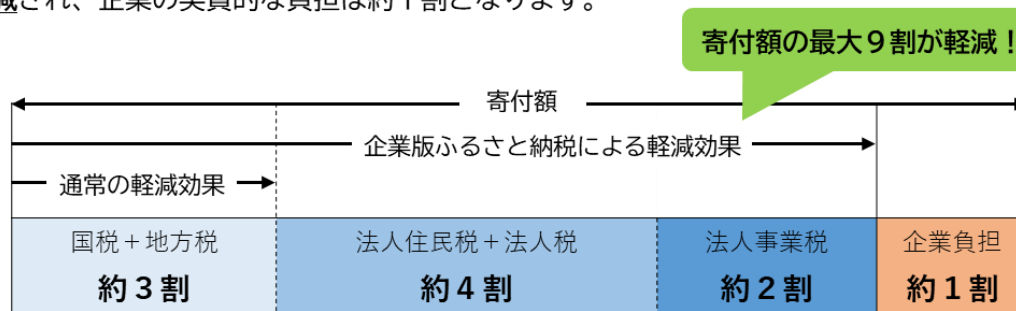 減され、企業の実質的な負担は約１割となります。
寄付額の最大９割が軽減！
寄付額
企業版ふるさと納税による軽減効果
通常の軽減効果
国税＋地方税 法人住民税＋法人税 法人事業税 企業負担
約３割 約４割 約２割 約１割